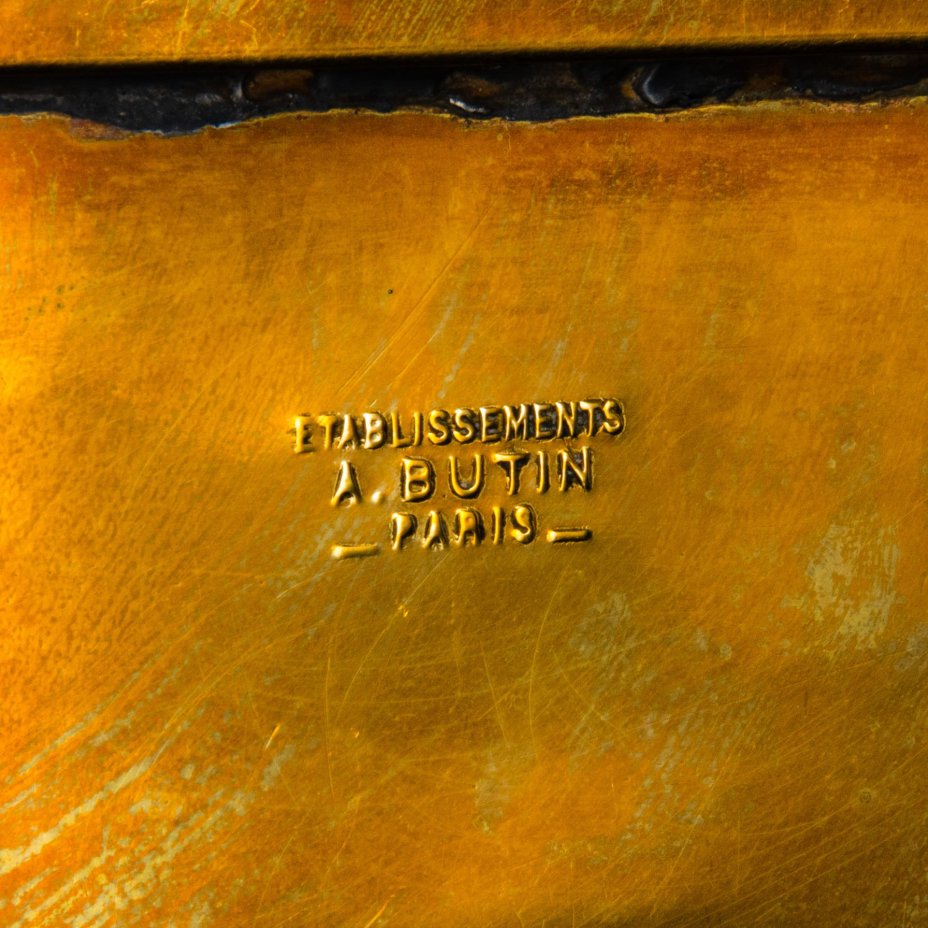 ETABLISSEMENTS
A. BUTIN
_ PARIS _